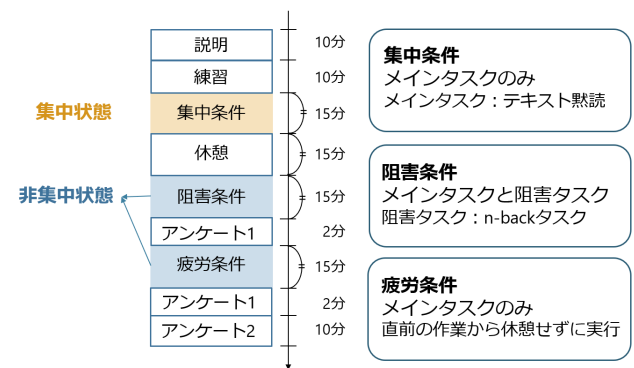 説明
10分
練習
10分
集中状態
集中条件
15分
休憩
15分
非集中状態
阻害条件
15分
アンケート1
2分
疲労条件
15分
アンケート1
2分
アンケート2
10分
集中条件
メインタスクのみ
メインタスク：テキスト黙読
阻害条件
メインタスクと阻害タスク
阻害タスク：n-backタスク
疲労条件
メインタスクのみ
直前の作業から休憩せずに実行